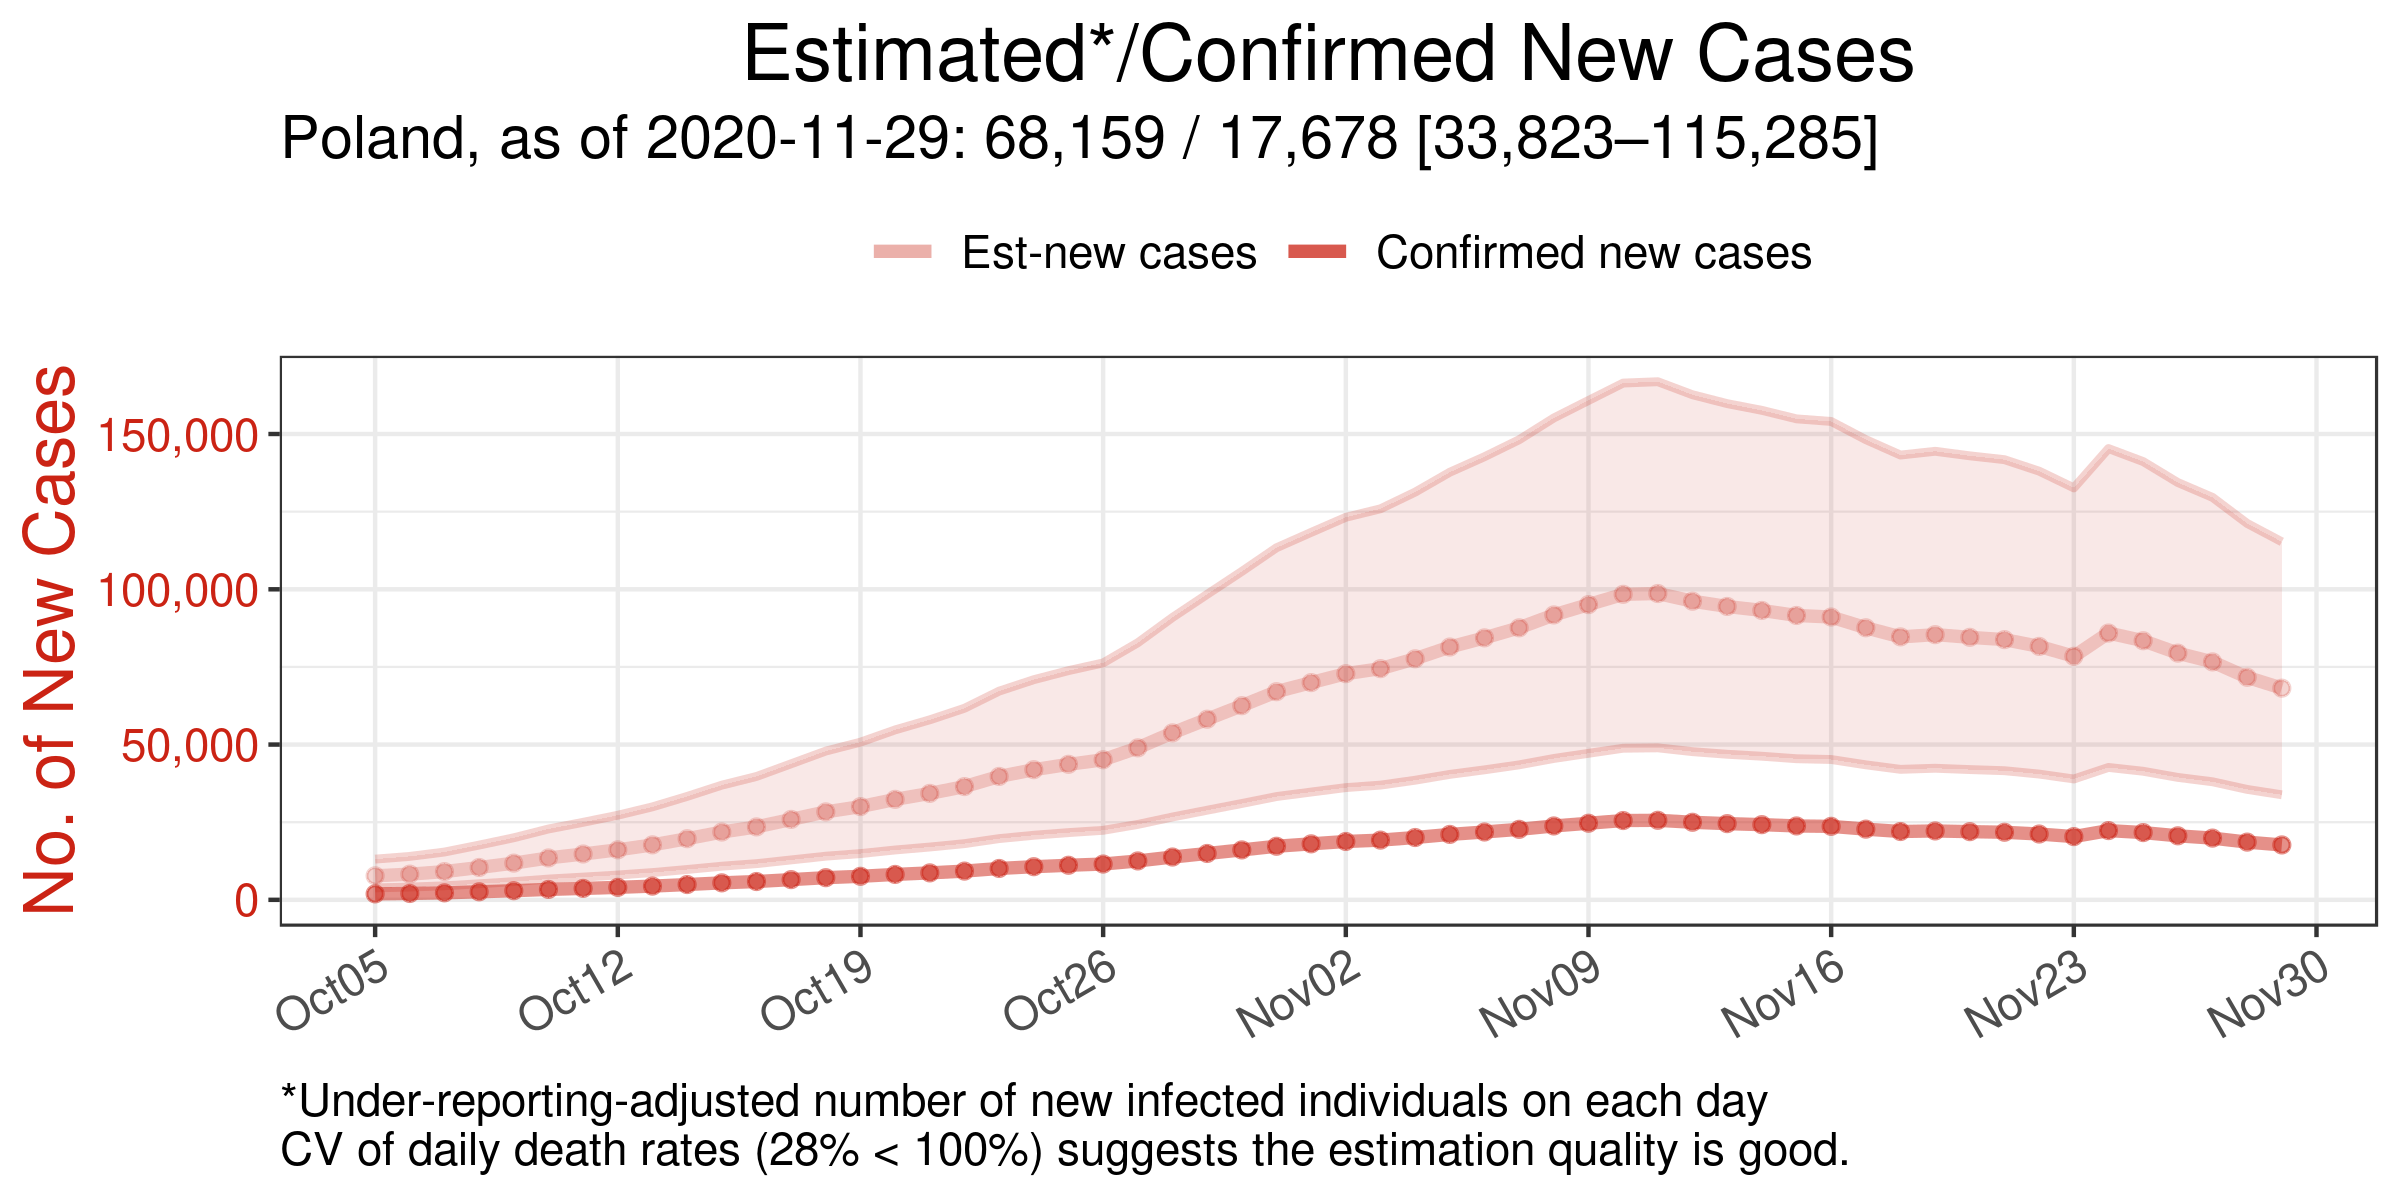 Estimated*/Confirmed New Cases
Poland, as of 2020-11-29: 68,159 / 17,678 [33,823–115,285]
Est-new cases
Confirmed new cases
No. of New Cases
150,000
100,000
50,000
0
Oct05
Oct12
Oct19
Oct26
Nov02
Nov09
Nov16
Nov23
Nov30
*Under-reporting-adjusted number of new infected individuals on each day
CV of daily death rates (28% < 100%) suggests the estimation quality is good.